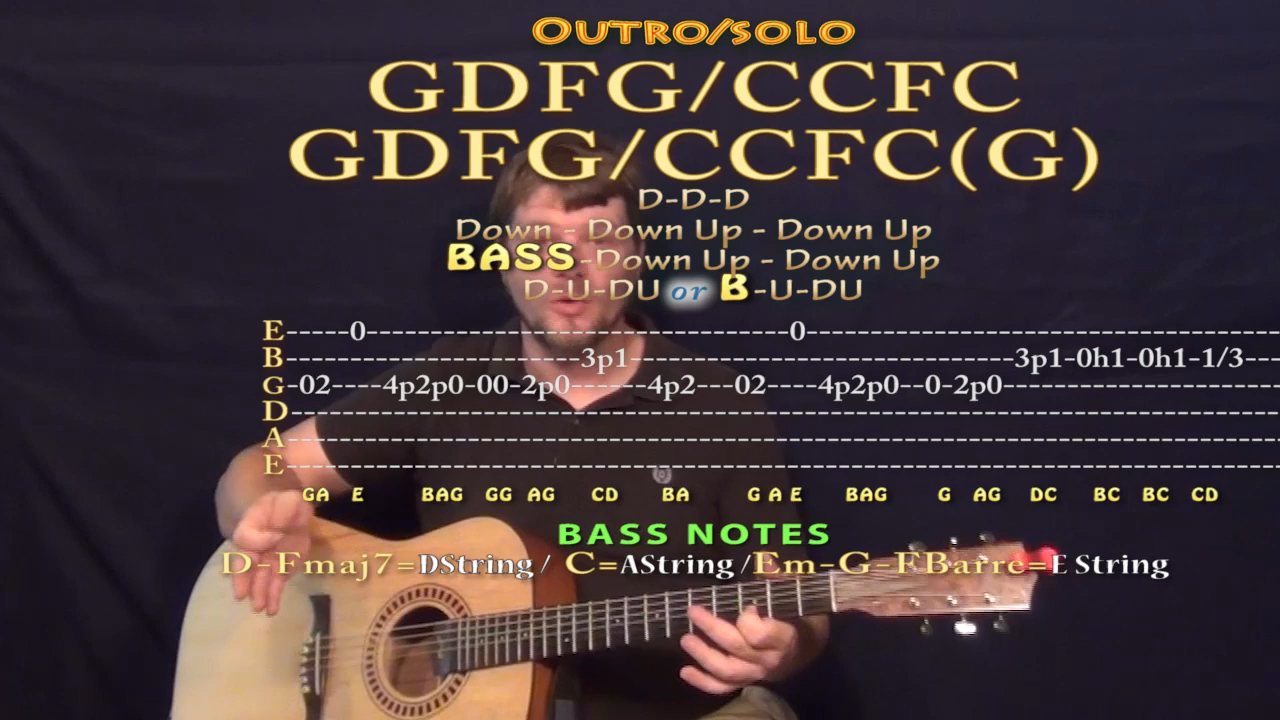 OUTRO/SOLO
GDFG/CCFC
GDFG/CCFC(G)
D-D-D
Down - Down Up - Down Up
BASS-Down Up - Down Up
D-U-DU or B-U-DU
E-----0---------------------------------0------------------------------------
B-----------------------3p1-----------------------------3p1-0h1-0h1-1/3---
G-02----4p2p0-00-2p0------4p2---02----4p2p0--0-2p0---------------------
D-----------------------------------------------------------------------------
A-----------------------------------------------------------------------------
E-----------------------------------------------------------------------------
GA E BAG GG AG CD BA G A E BAG G AG DC BC BC CD
BASS NOTES
D-Fmaj7=DString / C=AString /Em-G-FBarre=E String